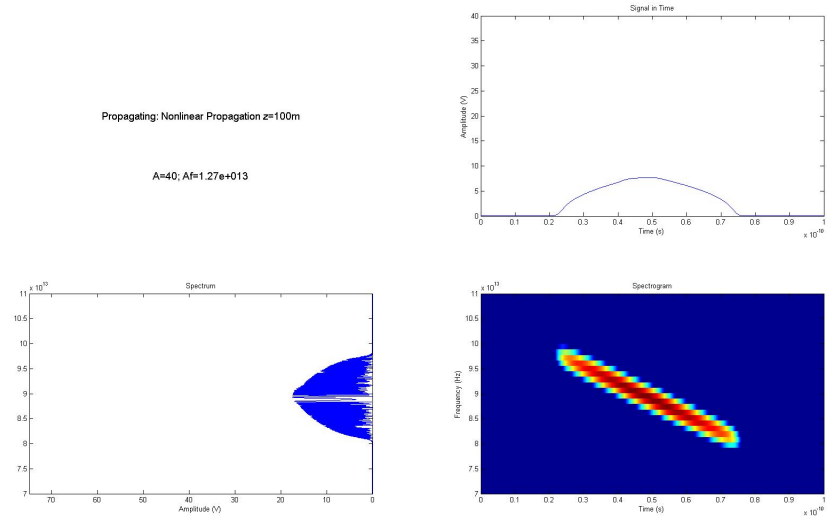 Propagating: Nonlinear Propagation z=100m
A=40; Af=1.27e+013
Signal in Time
40
35
30
25
20
15
10
5
0
Amplitude (V)
0 0.1 0.2 0.3 0.4 0.5 0.6 0.7 0.8 0.9 1
Time (s)
x 10^-10
Spectrum
x 10^13
11
10.5
10
9.5
9
8.5
8
7.5
7
70 60 50 40 30 20 10 0
Amplitude (V)
Spectrogram
x 10^13
11
10.5
10
9.5
9
8.5
8
7.5
7
Frequency (Hz)
0 0.1 0.2 0.3 0.4 0.5 0.6 0.7 0.8 0.9 1
Time (s)
x 10^-10